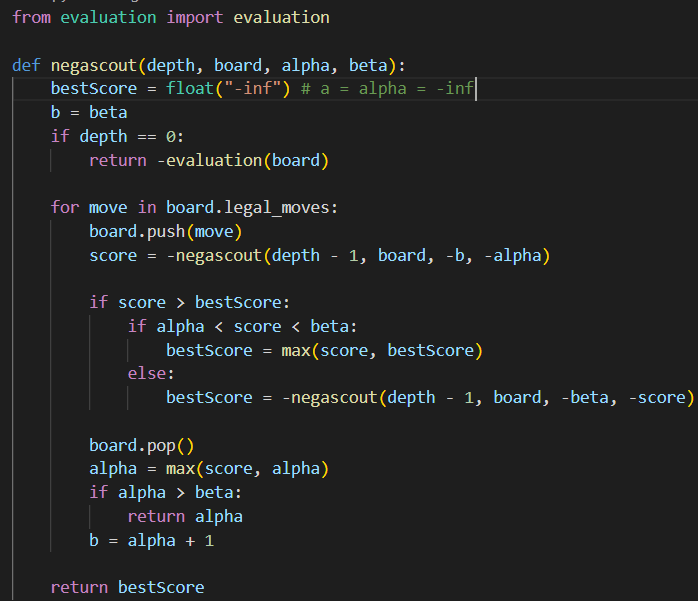 from evaluation import evaluation
def negascout(depth, board, alpha, beta):
    bestScore = float("-inf") # a = alpha = -inf
    b = beta
    if depth == 0:
        return -evaluation(board)
    for move in board.legal_moves:
        board.push(move)
        score = -negascout(depth - 1, board, -b, -alpha)
        if score > bestScore:
            if alpha < score < beta:
                bestScore = max(score, bestScore)
            else:
                bestScore = -negascout(depth - 1, board, -beta, -score)
        board.pop()
        alpha = max(score, alpha)
        if alpha > beta:
            return alpha
        b = alpha + 1
    return bestScore